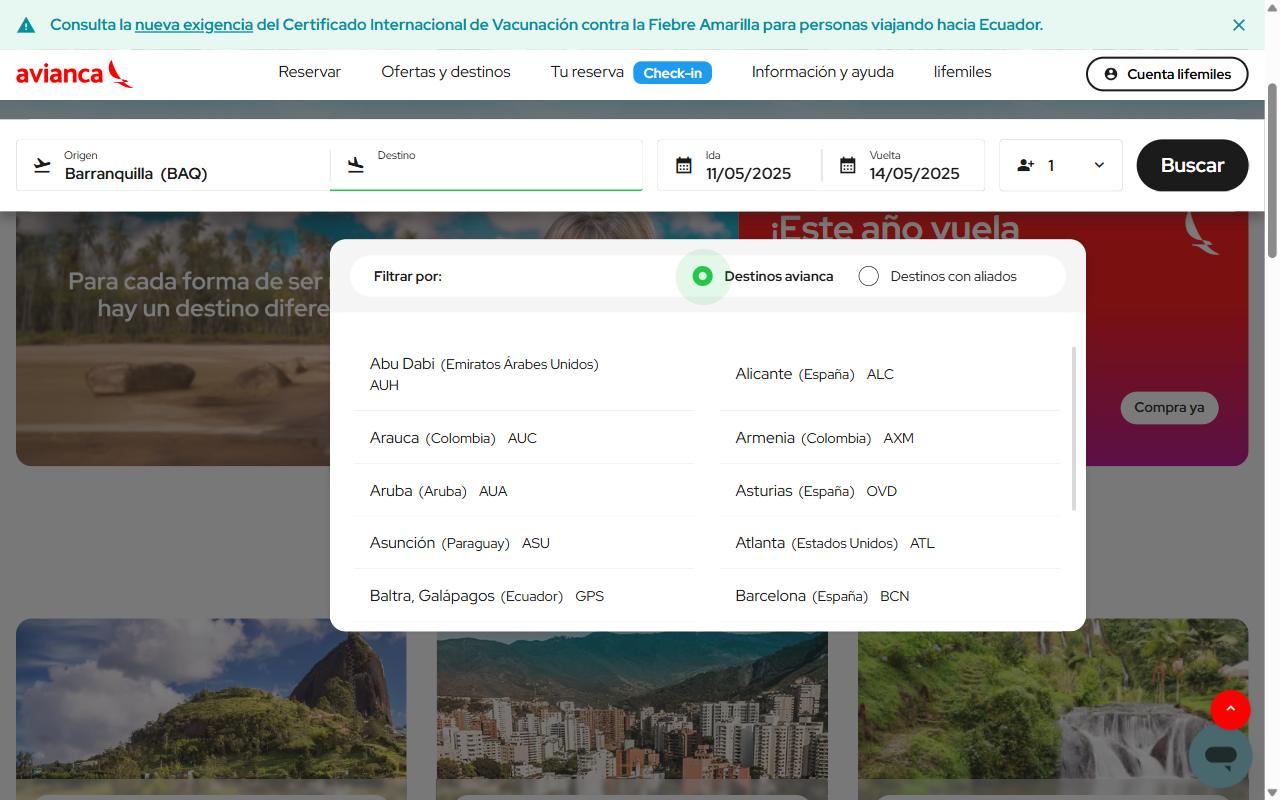 Consulta la nueva exigencia del Certificado Internacional de Vacunación contra la Fiebre Amarilla para personas viajando hacia Ecuador.
avianca
Reservar
Ofertas y destinos
Tu reserva
Check-in
Información y ayuda
lifemiles
Cuenta lifemiles
Origen
Barranquilla (BAQ)
Destino
Ida
11/05/2025
Vuelta
14/05/2025
1
Buscar
Para cada forma de ser
hay un destino difere
¡Este año vuela
Compra ya
Filtrar por:
Destinos avianca
Destinos con aliados
Abu Dabi (Emiratos Árabes Unidos)
AUH
Alicante (España) ALC
Arauca (Colombia) AUC
Armenia (Colombia) AXM
Aruba (Aruba) AUA
Asturias (España) OVD
Asunción (Paraguay) ASU
Atlanta (Estados Unidos) ATL
Baltra, Galápagos (Ecuador) GPS
Barcelona (España) BCN